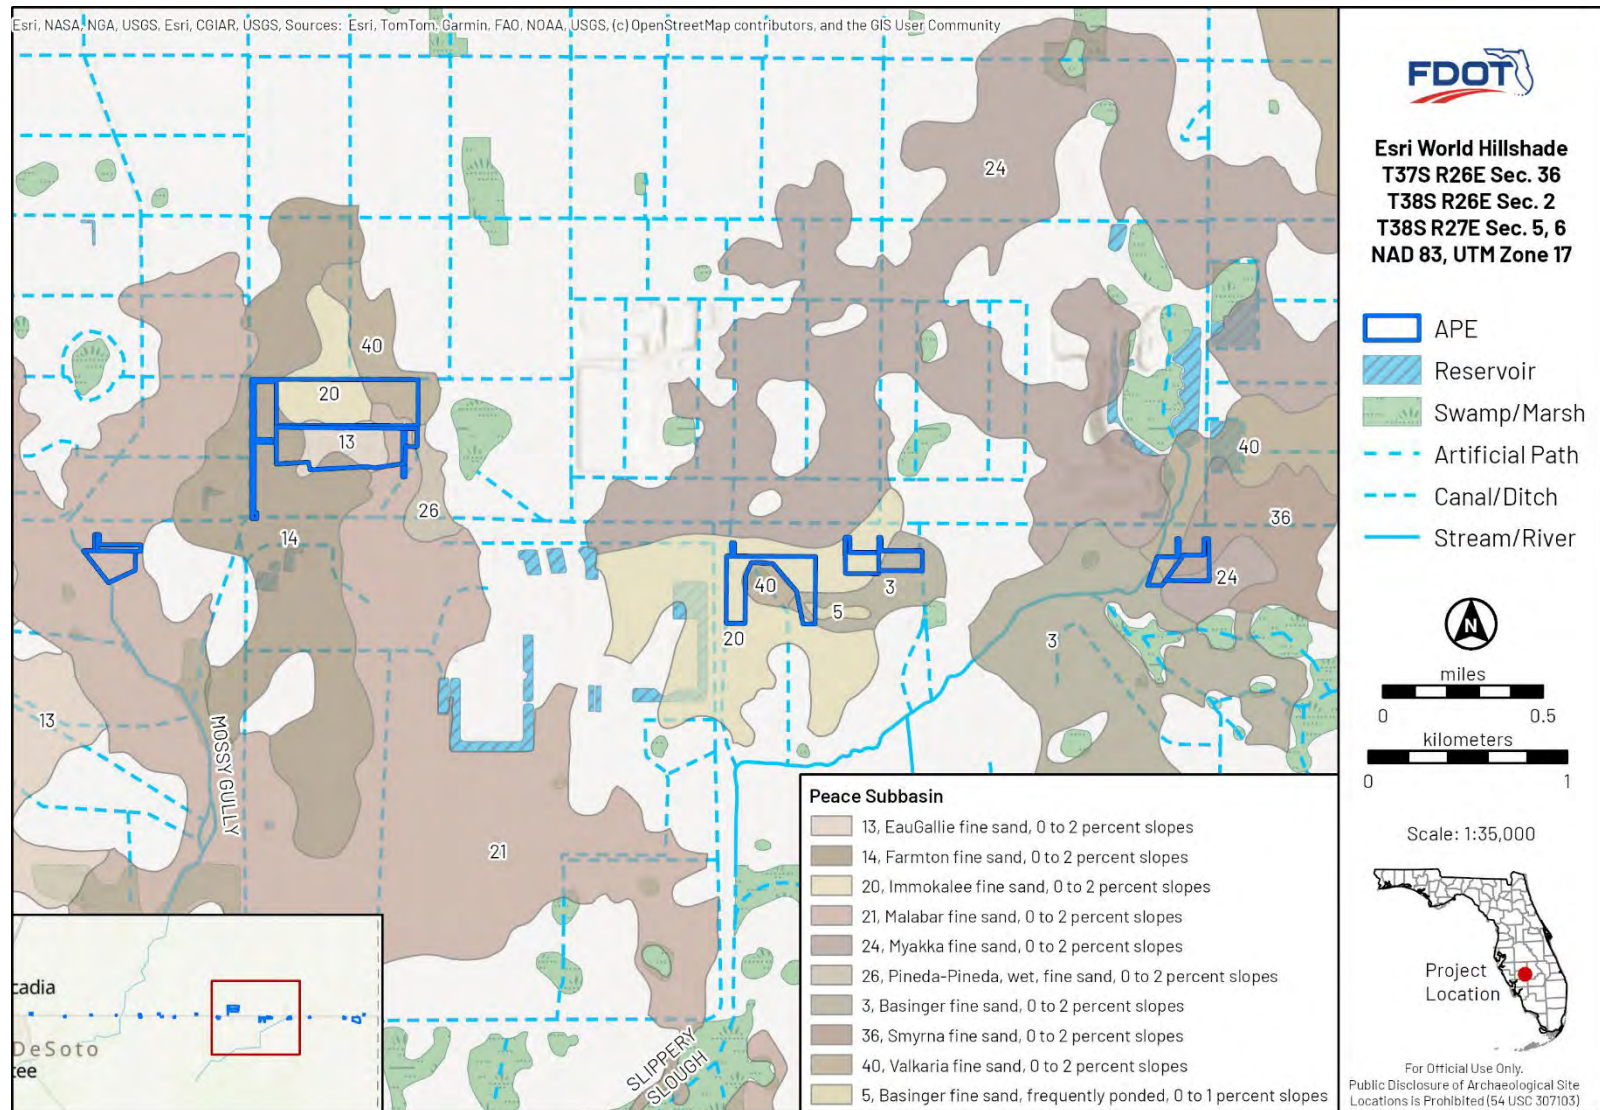 Esri, NASA, NGA, USGS, Esri, CGIAR, USGS, Sources: Esri, TomTom, Garmin, FAO, NOAA, USGS, (c) OpenStreetMap contributors, and the GIS User Community
24
40
20
13
26
14
40
36
24
3
40
5
20
3
13
MOSSY GULLY
21
SLIPPERY
SLOUGH
cadia
DeSoto
tee
Peace Subbasin
13, EauGallie fine sand, 0 to 2 percent slopes
14, Farmton fine sand, 0 to 2 percent slopes
20, Immokalee fine sand, 0 to 2 percent slopes
21, Malabar fine sand, 0 to 2 percent slopes
24, Myakka fine sand, 0 to 2 percent slopes
26, Pineda-Pineda, wet, fine sand, 0 to 2 percent slopes
3, Basinger fine sand, 0 to 2 percent slopes
36, Smyrna fine sand, 0 to 2 percent slopes
40, Valkaria fine sand, 0 to 2 percent slopes
5, Basinger fine sand, frequently ponded, 0 to 1 percent slopes
FDOT
Esri World Hillshade
T37S R26E Sec. 36
T38S R26E Sec. 2
T38S R27E Sec. 5, 6
NAD 83, UTM Zone 17
APE
Reservoir
Swamp/Marsh
Artificial Path
Canal/Ditch
Stream/River
N
miles
0 0.5
kilometers
0 1
Scale: 1:35,000
Project
Location
For Official Use Only.
Public Disclosure of Archaeological Site
Locations is Prohibited (54 USC 307103)